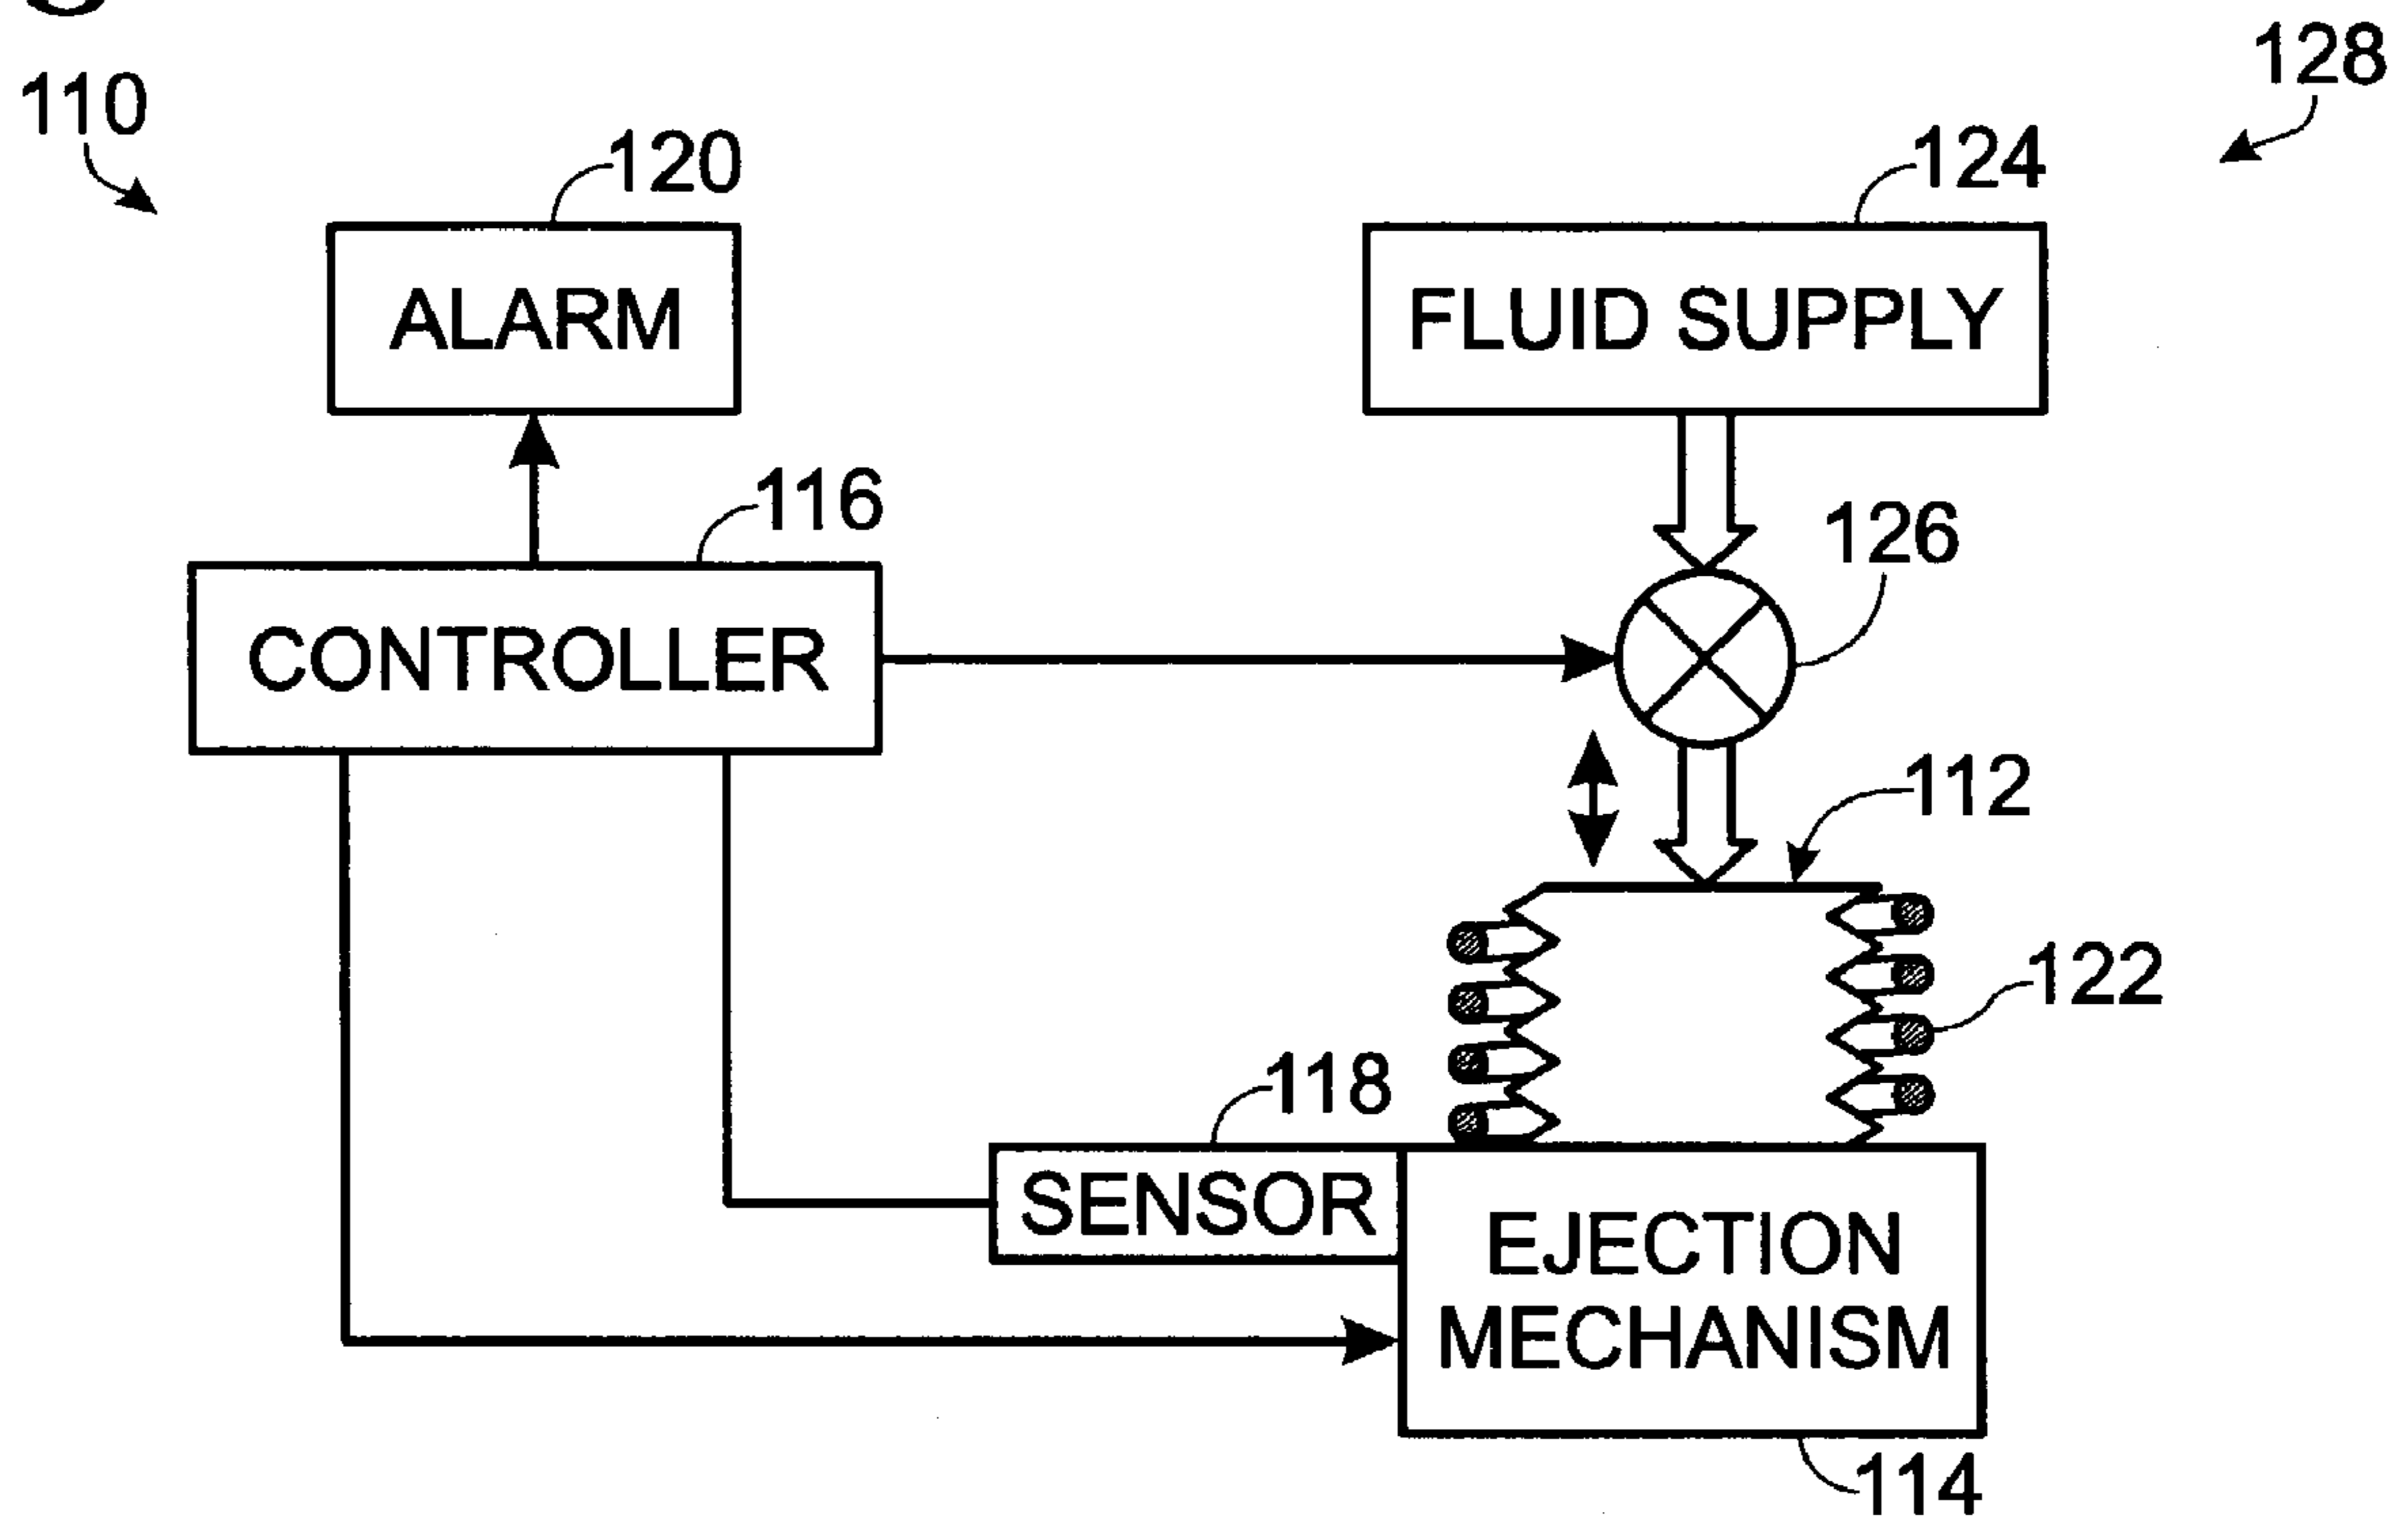 110
128
120
124
ALARM
FLUID SUPPLY
116
126
CONTROLLER
112
122
118
SENSOR
EJECTION
MECHANISM
114